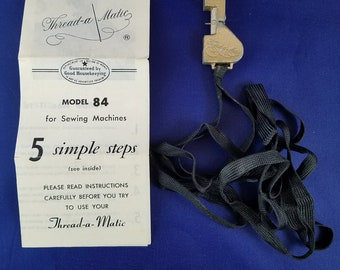 Thread-a Matic
®
Guaranteed by
Good Housekeeping
MODEL 84
for Sewing Machines
5 simple steps
(see inside)
PLEASE READ INSTRUCTIONS
CAREFULLY BEFORE YOU TRY
TO USE YOUR
Thread-a-Matic